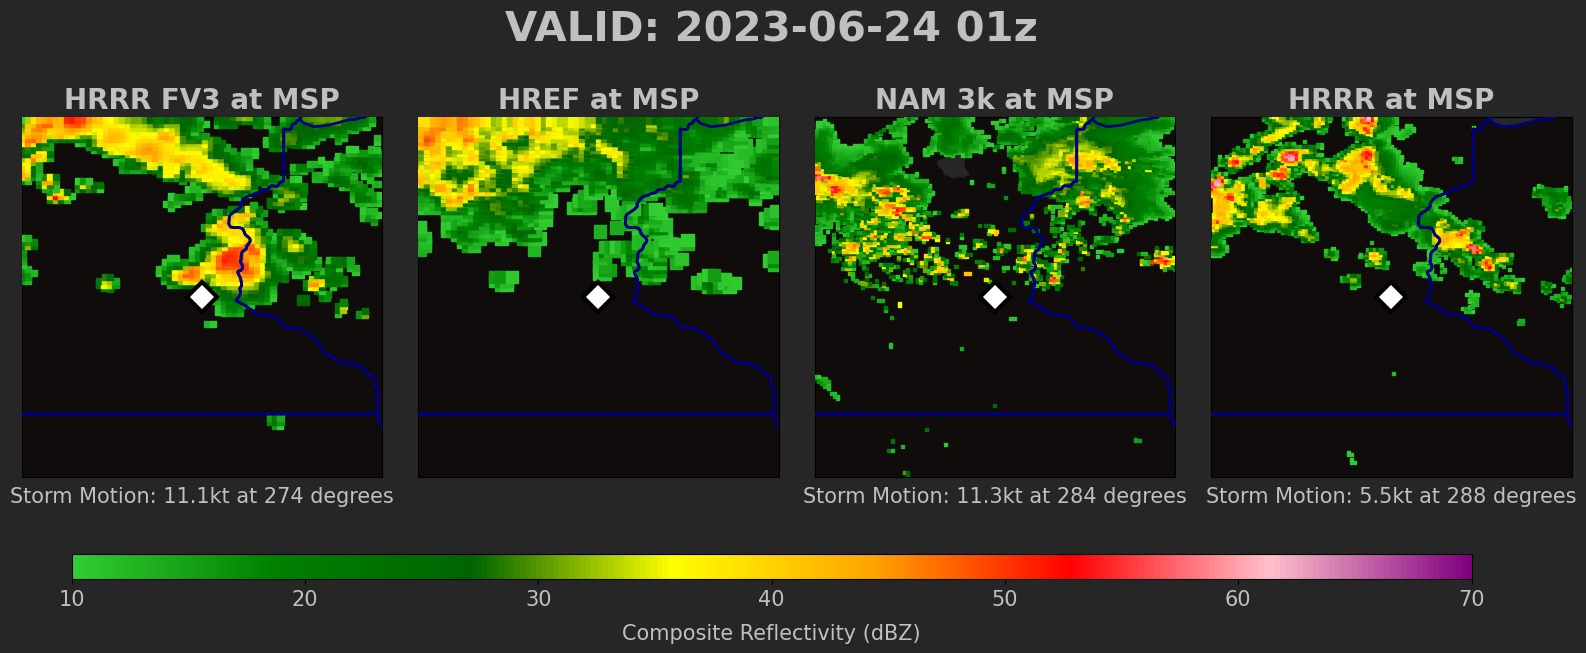 VALID: 2023-06-24 01z
HRRR FV3 at MSP
HREF at MSP
NAM 3k at MSP
HRRR at MSP
Storm Motion: 11.1kt at 274 degrees
Storm Motion: 11.3kt at 284 degrees
Storm Motion: 5.5kt at 288 degrees
10 20 30 40 50 60 70
Composite Reflectivity (dBZ)